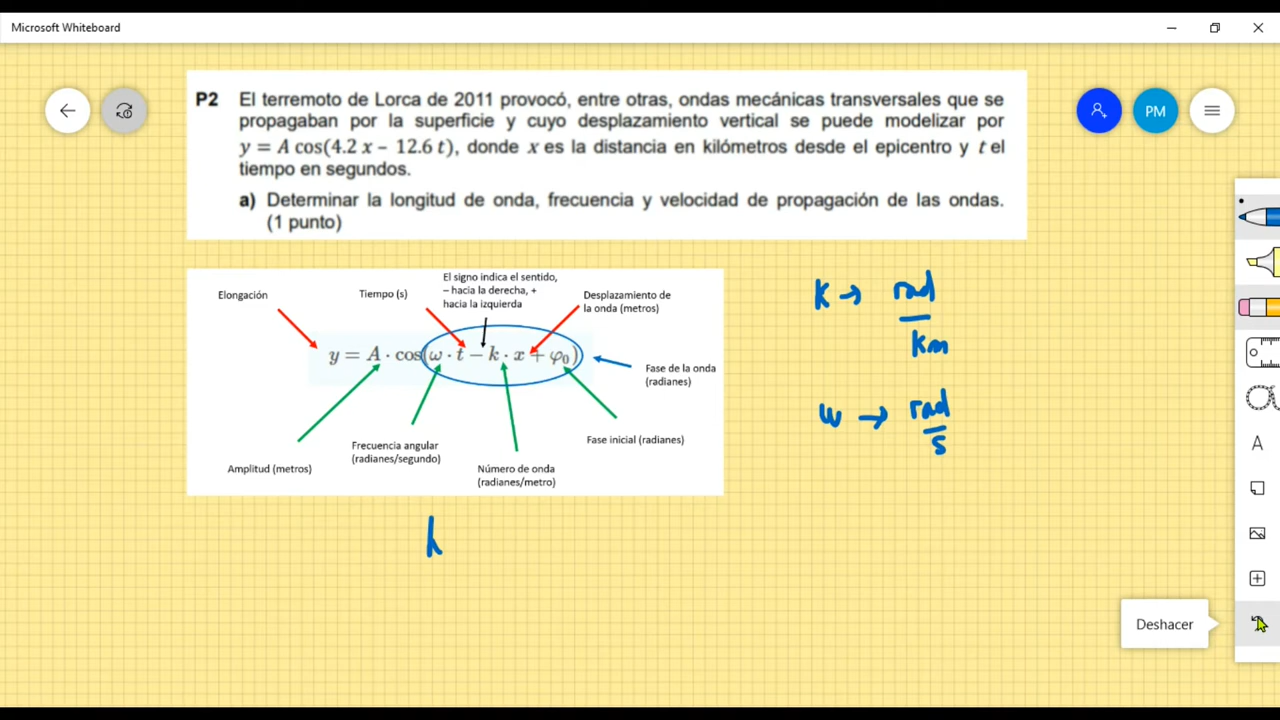 Microsoft Whiteboard
P2 El terremoto de Lorca de 2011 provocó, entre otras, ondas mecánicas transversales que se
propagaban por la superficie y cuyo desplazamiento vertical se puede modelizar por
y = A cos(4.2 x − 12.6 t), donde x es la distancia en kilómetros desde el epicentro y t el
tiempo en segundos.
a) Determinar la longitud de onda, frecuencia y velocidad de propagación de las ondas.
(1 punto)
PM
Elongación
Tiempo (s)
El signo indica el sentido,
– hacia la derecha, +
hacia la izquierda
Desplazamiento de
la onda (metros)
y = A · cos(ω · t − k · x + φ₀)
Fase de la onda
(radianes)
Amplitud (metros)
Frecuencia angular
(radianes/segundo)
Número de onda
(radianes/metro)
Fase inicial (radianes)
K → rad
km
w → rad
s
A
Deshacer